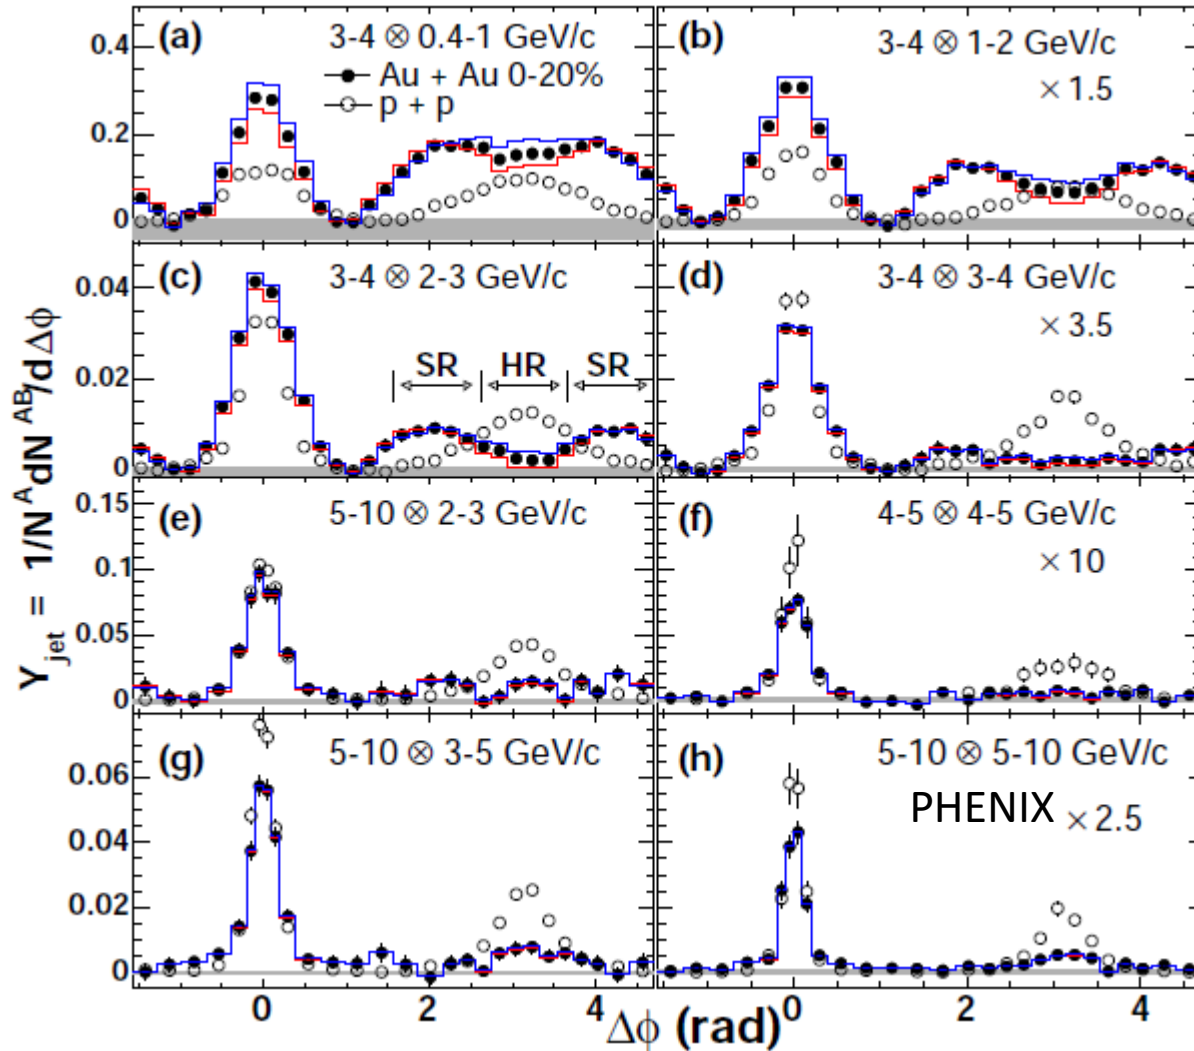 (a) 3-4 ⊗ 0.4-1 GeV/c
Au + Au 0-20%
p + p
(b) 3-4 ⊗ 1-2 GeV/c
× 1.5
0.4
0.2
0
(c) 3-4 ⊗ 2-3 GeV/c
SR HR SR
(d) 3-4 ⊗ 3-4 GeV/c
× 3.5
0.04
0.02
0
(e) 5-10 ⊗ 2-3 GeV/c
(f) 4-5 ⊗ 4-5 GeV/c
× 10
0.15
0.1
0.05
0
(g) 5-10 ⊗ 3-5 GeV/c
(h) 5-10 ⊗ 5-10 GeV/c
PHENIX × 2.5
0.06
0.04
0.02
0
0 2 4 0 2 4
Δϕ (rad)
Y_jet = 1/N^A dN^AB/dΔϕ